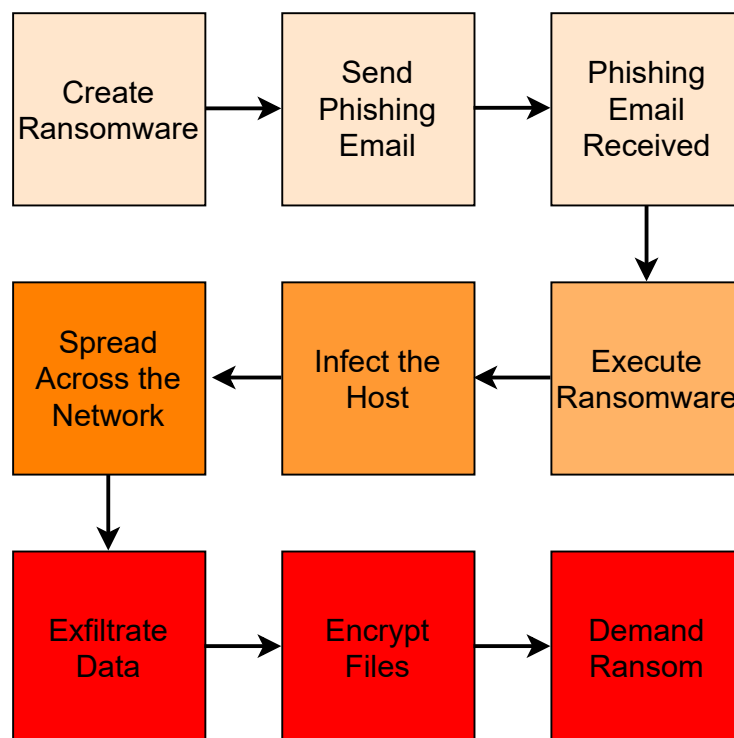 Create
Ransomware
Send
Phishing
Email
Phishing
Email
Received
Execute
Ransomware
Infect the
Host
Spread
Across the
Network
Exfiltrate
Data
Encrypt
Files
Demand
Ransom